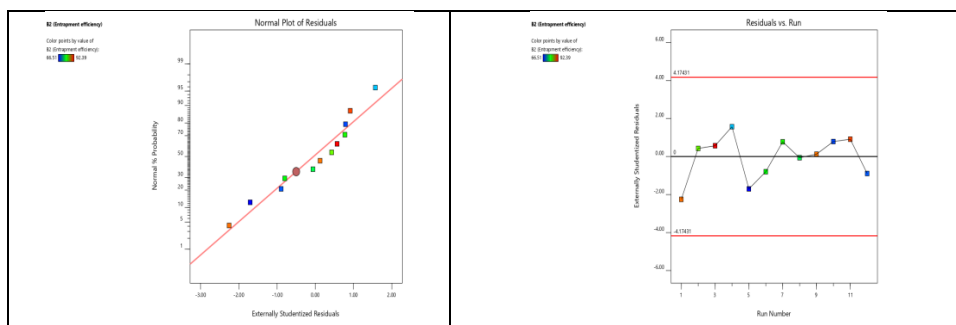 B2 (Entrapment efficiency)
Color points by value of
B2 (Entrapment efficiency):
66.51 92.39
Normal Plot of Residuals
Normal % Probability
99
95
90
80
70
50
30
20
10
5
1
-3.00 -2.00 -1.00 0.00 1.00 2.00
Externally Studentized Residuals
B2 (Entrapment efficiency)
Color points by value of
B2 (Entrapment efficiency):
66.51 92.39
Residuals vs. Run
Externally Studentized Residuals
6.00
4.00
2.00
0.00
-2.00
-4.00
-6.00
4.17431
0
-4.17431
1 3 5 7 9 11
Run Number